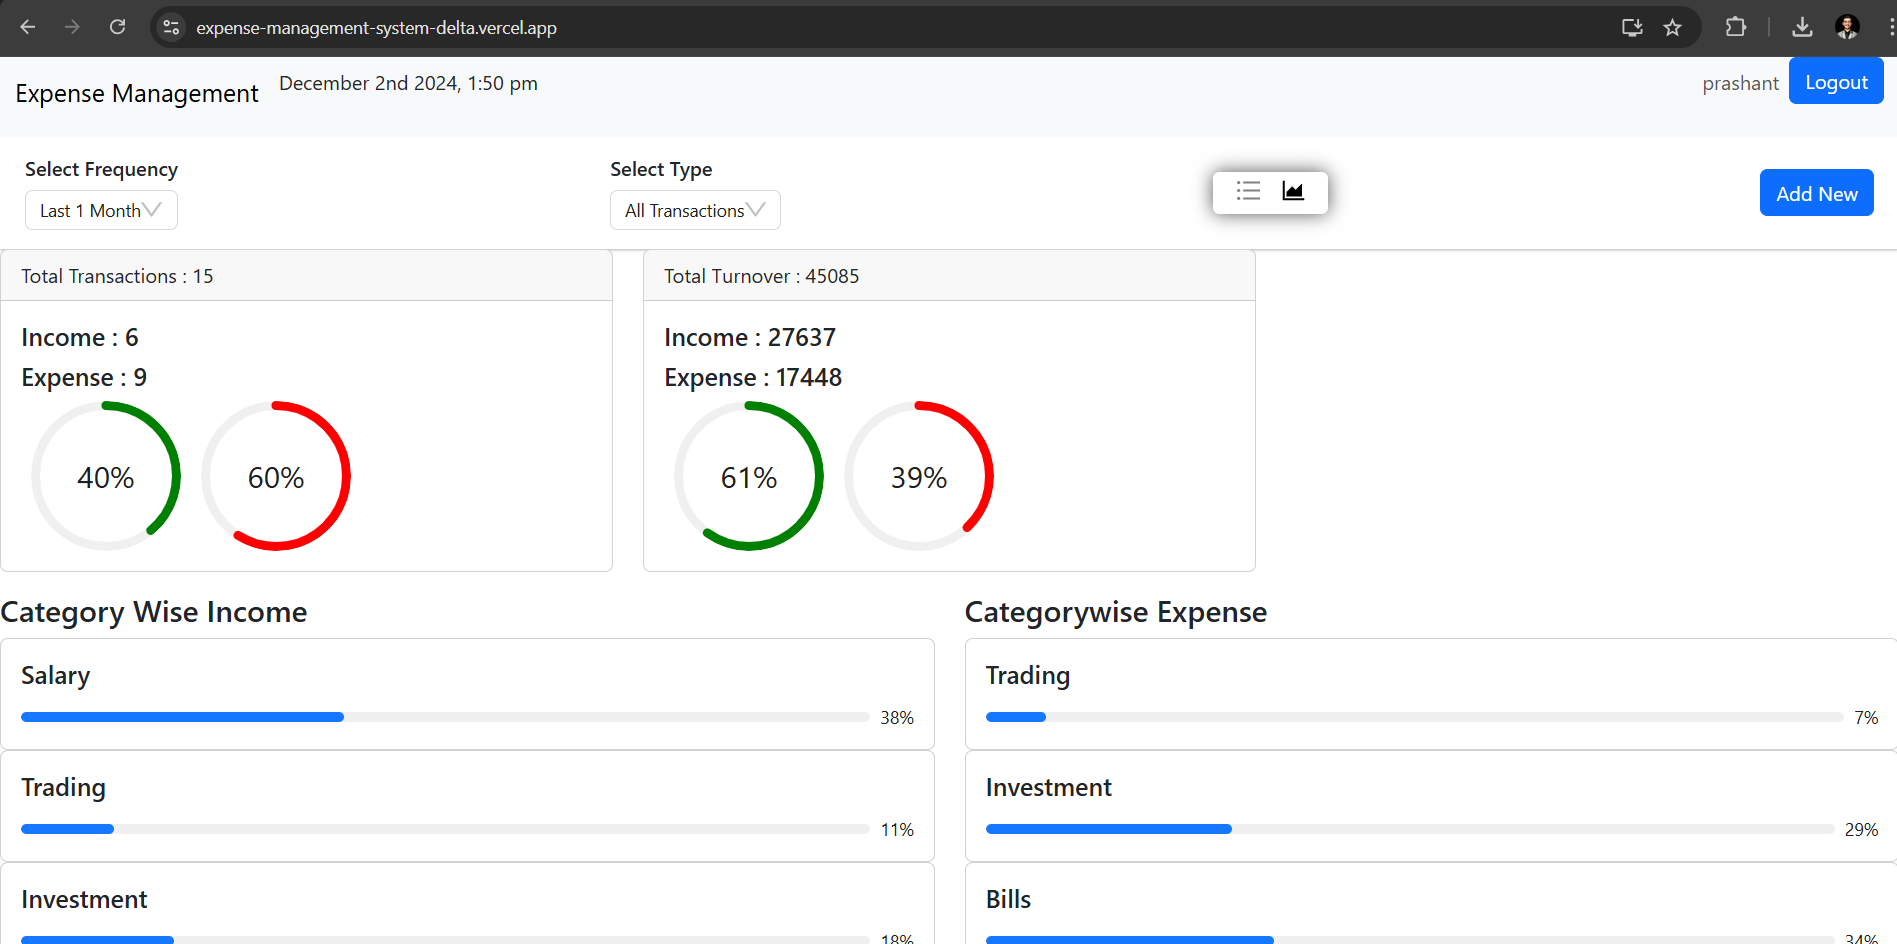 expense-management-system-delta.vercel.app
Expense Management
December 2nd 2024, 1:50 pm
prashant
Logout
Select Frequency
Last 1 Month
Select Type
All Transactions
Add New
Total Transactions : 15
Income : 6
Expense : 9
40%
60%
Total Turnover : 45085
Income : 27637
Expense : 17448
61%
39%
Category Wise Income
Salary
38%
Trading
11%
Investment
18%
Categorywise Expense
Trading
7%
Investment
29%
Bills
34%